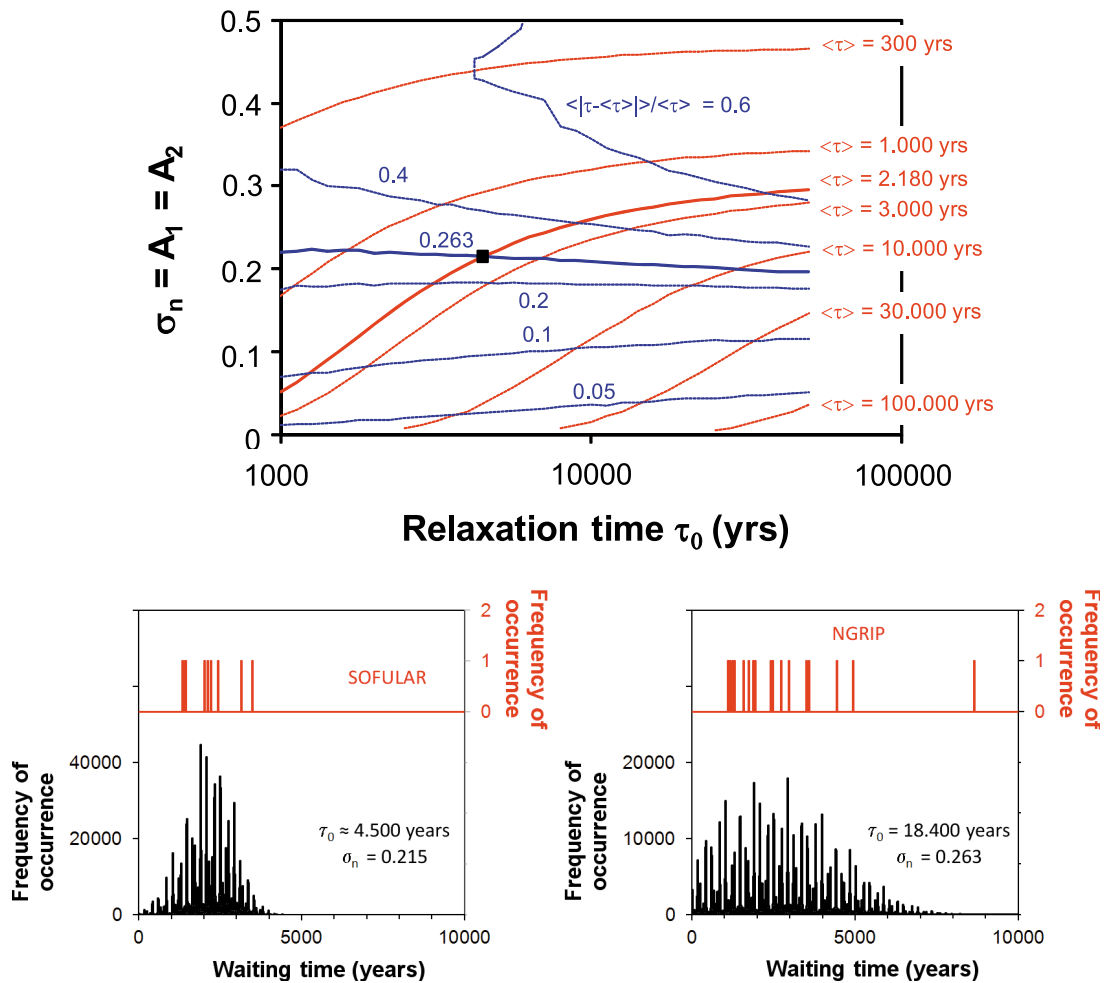 σn = A1 = A2
0.5
0.4
0.3
0.2
0.1
0
<τ> = 300 yrs
<|τ-<τ>|>/<τ> = 0.6
<τ> = 1.000 yrs
0.4
<τ> = 2.180 yrs
<τ> = 3.000 yrs
0.263
<τ> = 10.000 yrs
0.2
<τ> = 30.000 yrs
0.1
0.05
<τ> = 100.000 yrs
1000
10000
100000
Relaxation time τ0 (yrs)
2
1
0
Frequency of
occurrence
SOFULAR
Frequency of
occurrence
40000
20000
0
τ0 ≈ 4.500 years
σn = 0.215
0
5000
10000
Waiting time (years)
2
1
0
Frequency of
occurrence
NGRIP
Frequency of
occurrence
20000
10000
0
τ0 = 18.400 years
σn = 0.263
0
5000
10000
Waiting time (years)